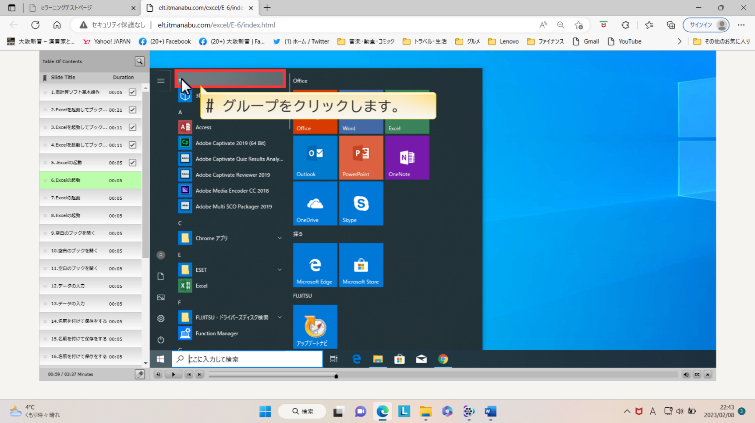 eラーニングテストページ
elt.itmanabu.com/excel/E-6/index
セキュリティ保護なし
elt.itmanabu.com/excel/E-6/index.html
サインイン
Yahoo! JAPAN
(20+) Facebook
(20+) 大阪新音 | Fa...
(1) ホーム / Twitter
音楽・動画・コミック
トラベル・生活
グルメ
Lenovo
ファイナンス
Gmail
YouTube
その他のお気に入り
Table Of Contents
Slide Title
Duration
1.表計算ソフト基本操作 00:05
2.Excelを起動してブック... 00:21
3.Excelを起動してブック... 00:11
4.Excelを起動してブック... 00:11
5..Excelの起動 00:05
6.Excelの起動 00:05
7.Excelの起動 00:05
8.Excelの起動 00:05
9.空白のブックを開く 00:05
10.空白のブックを開く 00:05
11.空白のブックを開く 00:05
12.データの入力 00:05
13.データの入力 00:05
14.名前を付けて保存をする 00:05
15.名前を付けて保存をする 00:05
16.名前を付けて保存をする 00:05
00:59 / 03:37 Minutes
# グループをクリックします。
A
Access
Adobe Captivate 2019 (64 Bit)
Adobe Captivate Quiz Results Analy...
Adobe Captivate Reviewer 2019
Adobe Media Encoder CC 2018
Adobe Multi SCO Packager 2019
C
Chrome アプリ
E
ESET
Excel
F
FUJITSU - ドライバーズディスク検索
Function Manager
Office
Office
Word
Excel
Outlook
PowerPoint
OneNote
OneDrive
Skype
描き
Microsoft Edge
Microsoft Store
FUJITSU
アップデートナビ
ここに入力して検索
4°C
くもり時々晴れ
検索
A
22:43
2023/02/08